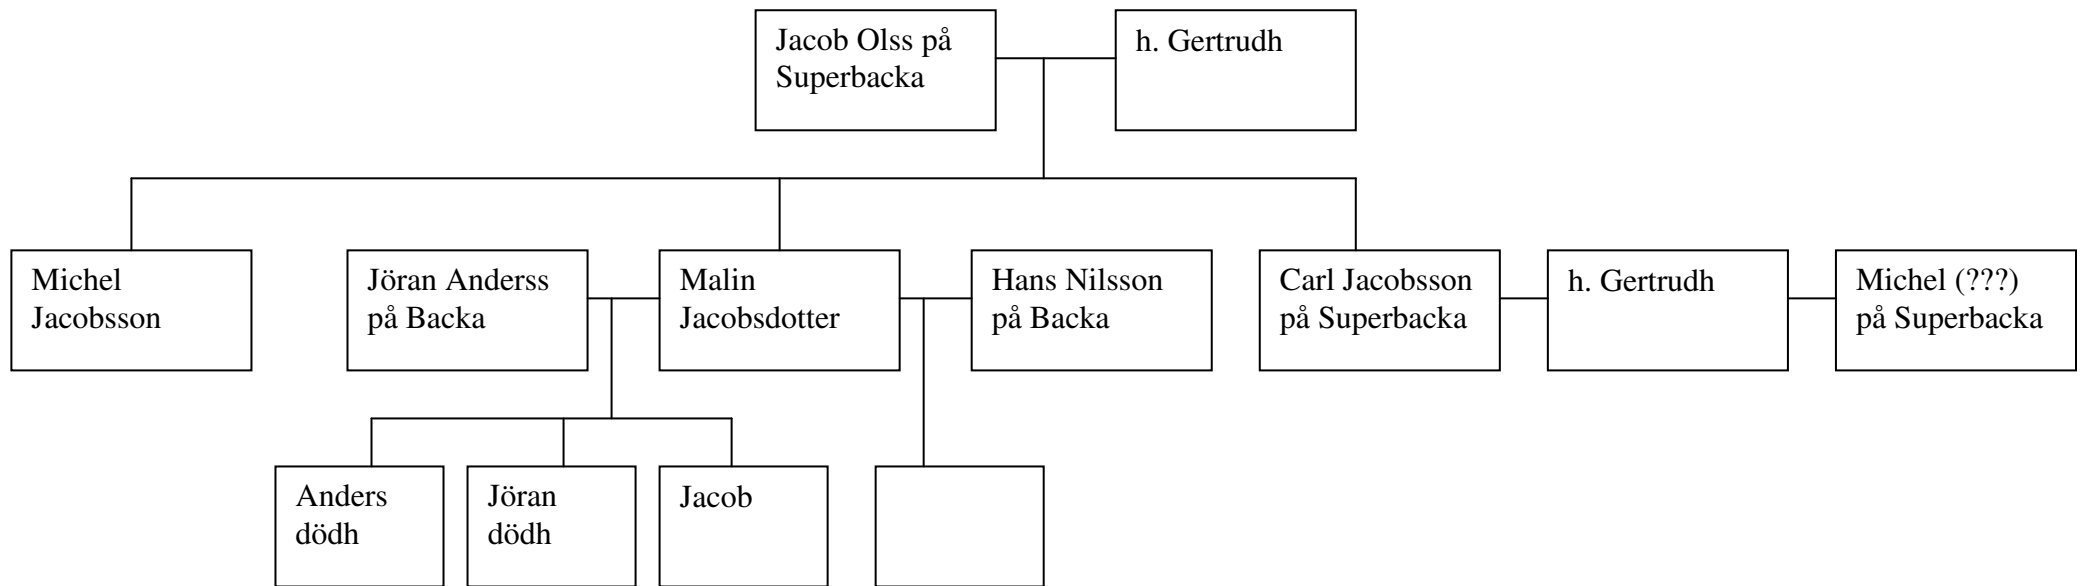 Jacob Olss på
Superbacka
h. Gertrudh
Michel
Jacobsson
Jöran Anderss
på Backa
Malin
Jacobsdotter
Hans Nilsson
på Backa
Carl Jacobsson
på Superbacka
h. Gertrudh
Michel (???)
på Superbacka
Anders
dödh
Jöran
dödh
Jacob